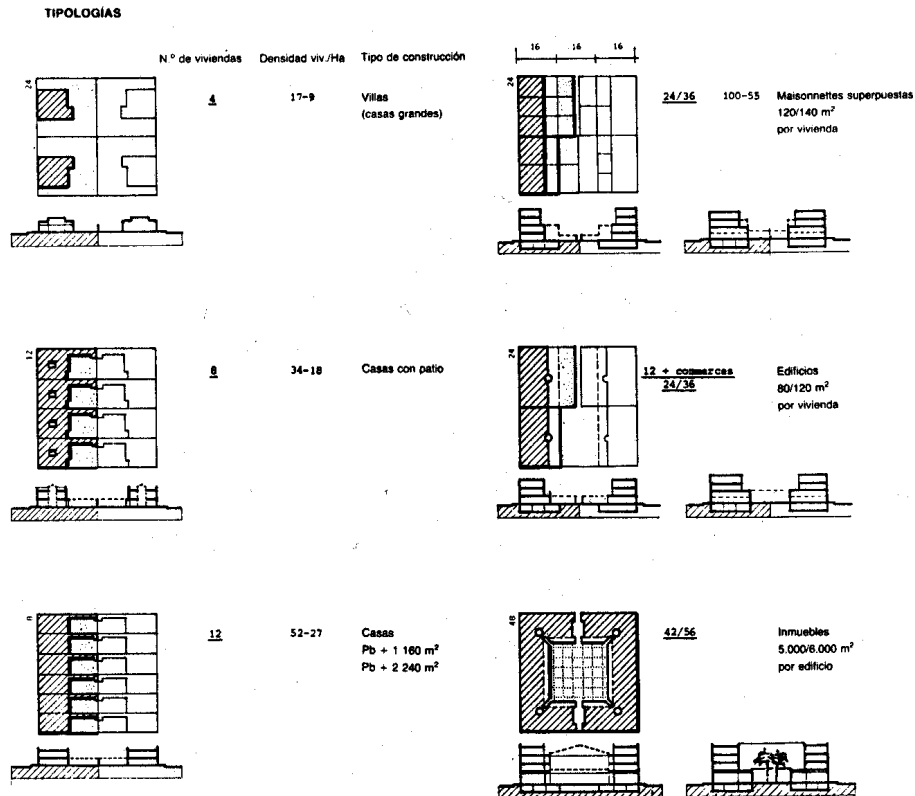 TIPOLOGÍAS
N.º de viviendas Densidad viv./Ha Tipo de construcción
24
4 17-9 Villas
(casas grandes)
12
8 34-18 Casas con patio
8
12 52-27 Casas
Pb + 1 160 m²
Pb + 2 240 m²
16 16 16
24
24/36 100-55 Maisonnettes superpuestas
120/140 m²
por vivienda
24
12 + commerces Edificios
24/36 80/120 m²
por vivienda
48
42/56 Inmuebles
5.000/6.000 m²
por edificio